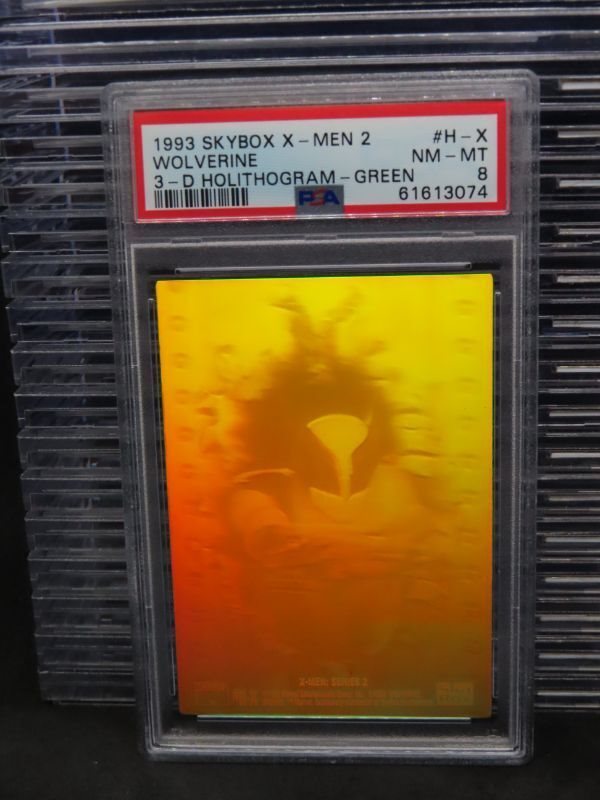 1993 SKYBOX X-MEN 2 #H-X
WOLVERINE NM-MT
3-D HOLITHOGRAM-GREEN 8
PSA 61613074
X-MEN: SERIES 2